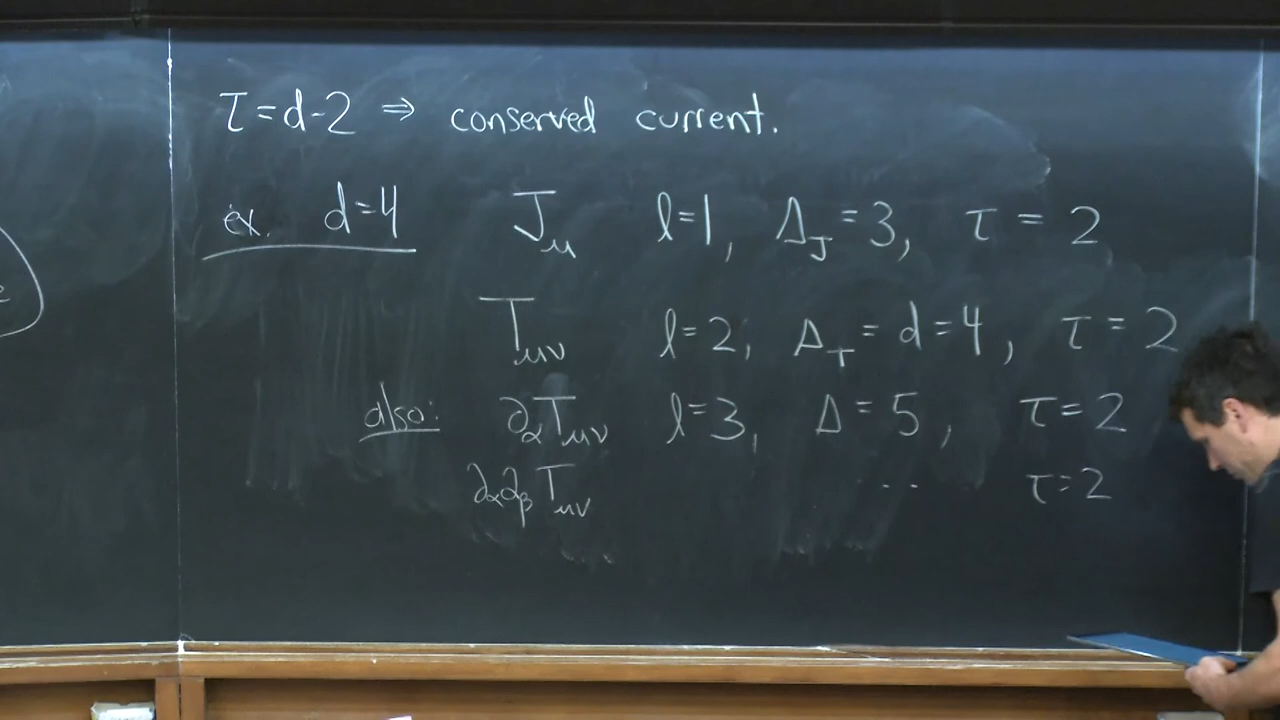 τ = d-2 ⇒ conserved current.
ex. d=4 J_μ l=1, Δ_J = 3, τ = 2
T_μν l=2, Δ_T = d=4, τ = 2
also: ∂_α T_μν l=3, Δ = 5, τ = 2
∂_α ∂_β T_μν ... τ = 2